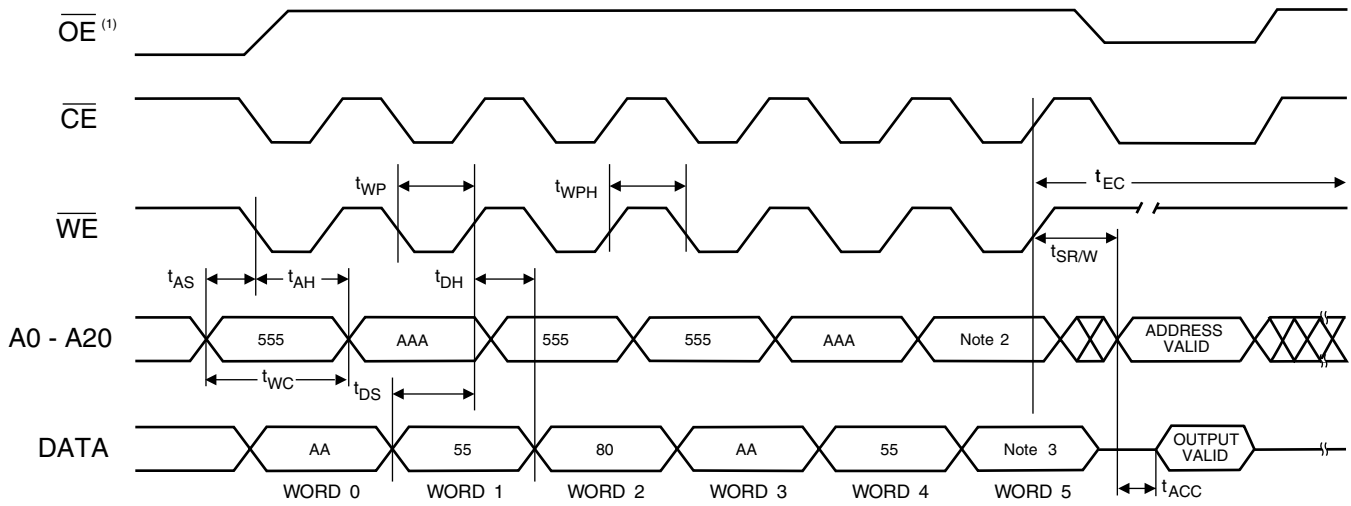 OE (1)
CE
tWP
tWPH
tEC
WE
tSR/W
tAS
tAH
tDH
A0 - A20
555
AAA
555
555
AAA
Note 2
ADDRESS
VALID
tWC
tDS
DATA
AA
55
80
AA
55
Note 3
OUTPUT
VALID
WORD 0
WORD 1
WORD 2
WORD 3
WORD 4
WORD 5
tACC